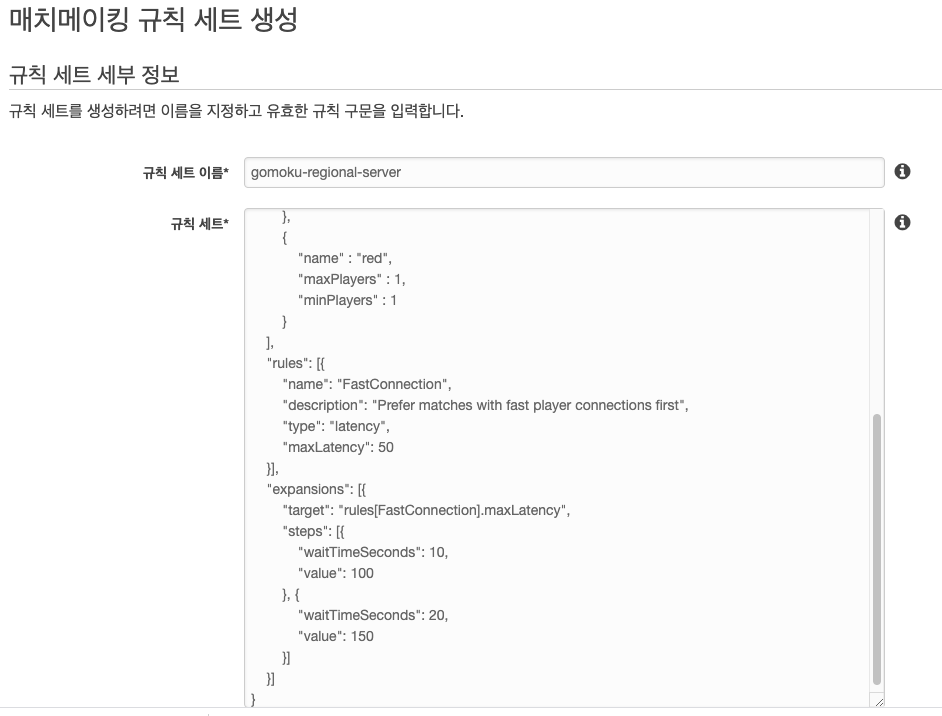 매치메이킹 규칙 세트 생성
규칙 세트 세부 정보
규칙 세트를 생성하려면 이름을 지정하고 유효한 규칙 구문을 입력합니다.
규칙 세트 이름* gomoku-regional-server
규칙 세트*
},
{
"name" : "red",
"maxPlayers" : 1,
"minPlayers" : 1
}
],
"rules": [{
"name": "FastConnection",
"description": "Prefer matches with fast player connections first",
"type": "latency",
"maxLatency": 50
}],
"expansions": [{
"target": "rules[FastConnection].maxLatency",
"steps": [{
"waitTimeSeconds": 10,
"value": 100
}, {
"waitTimeSeconds": 20,
"value": 150
}]
}]
}